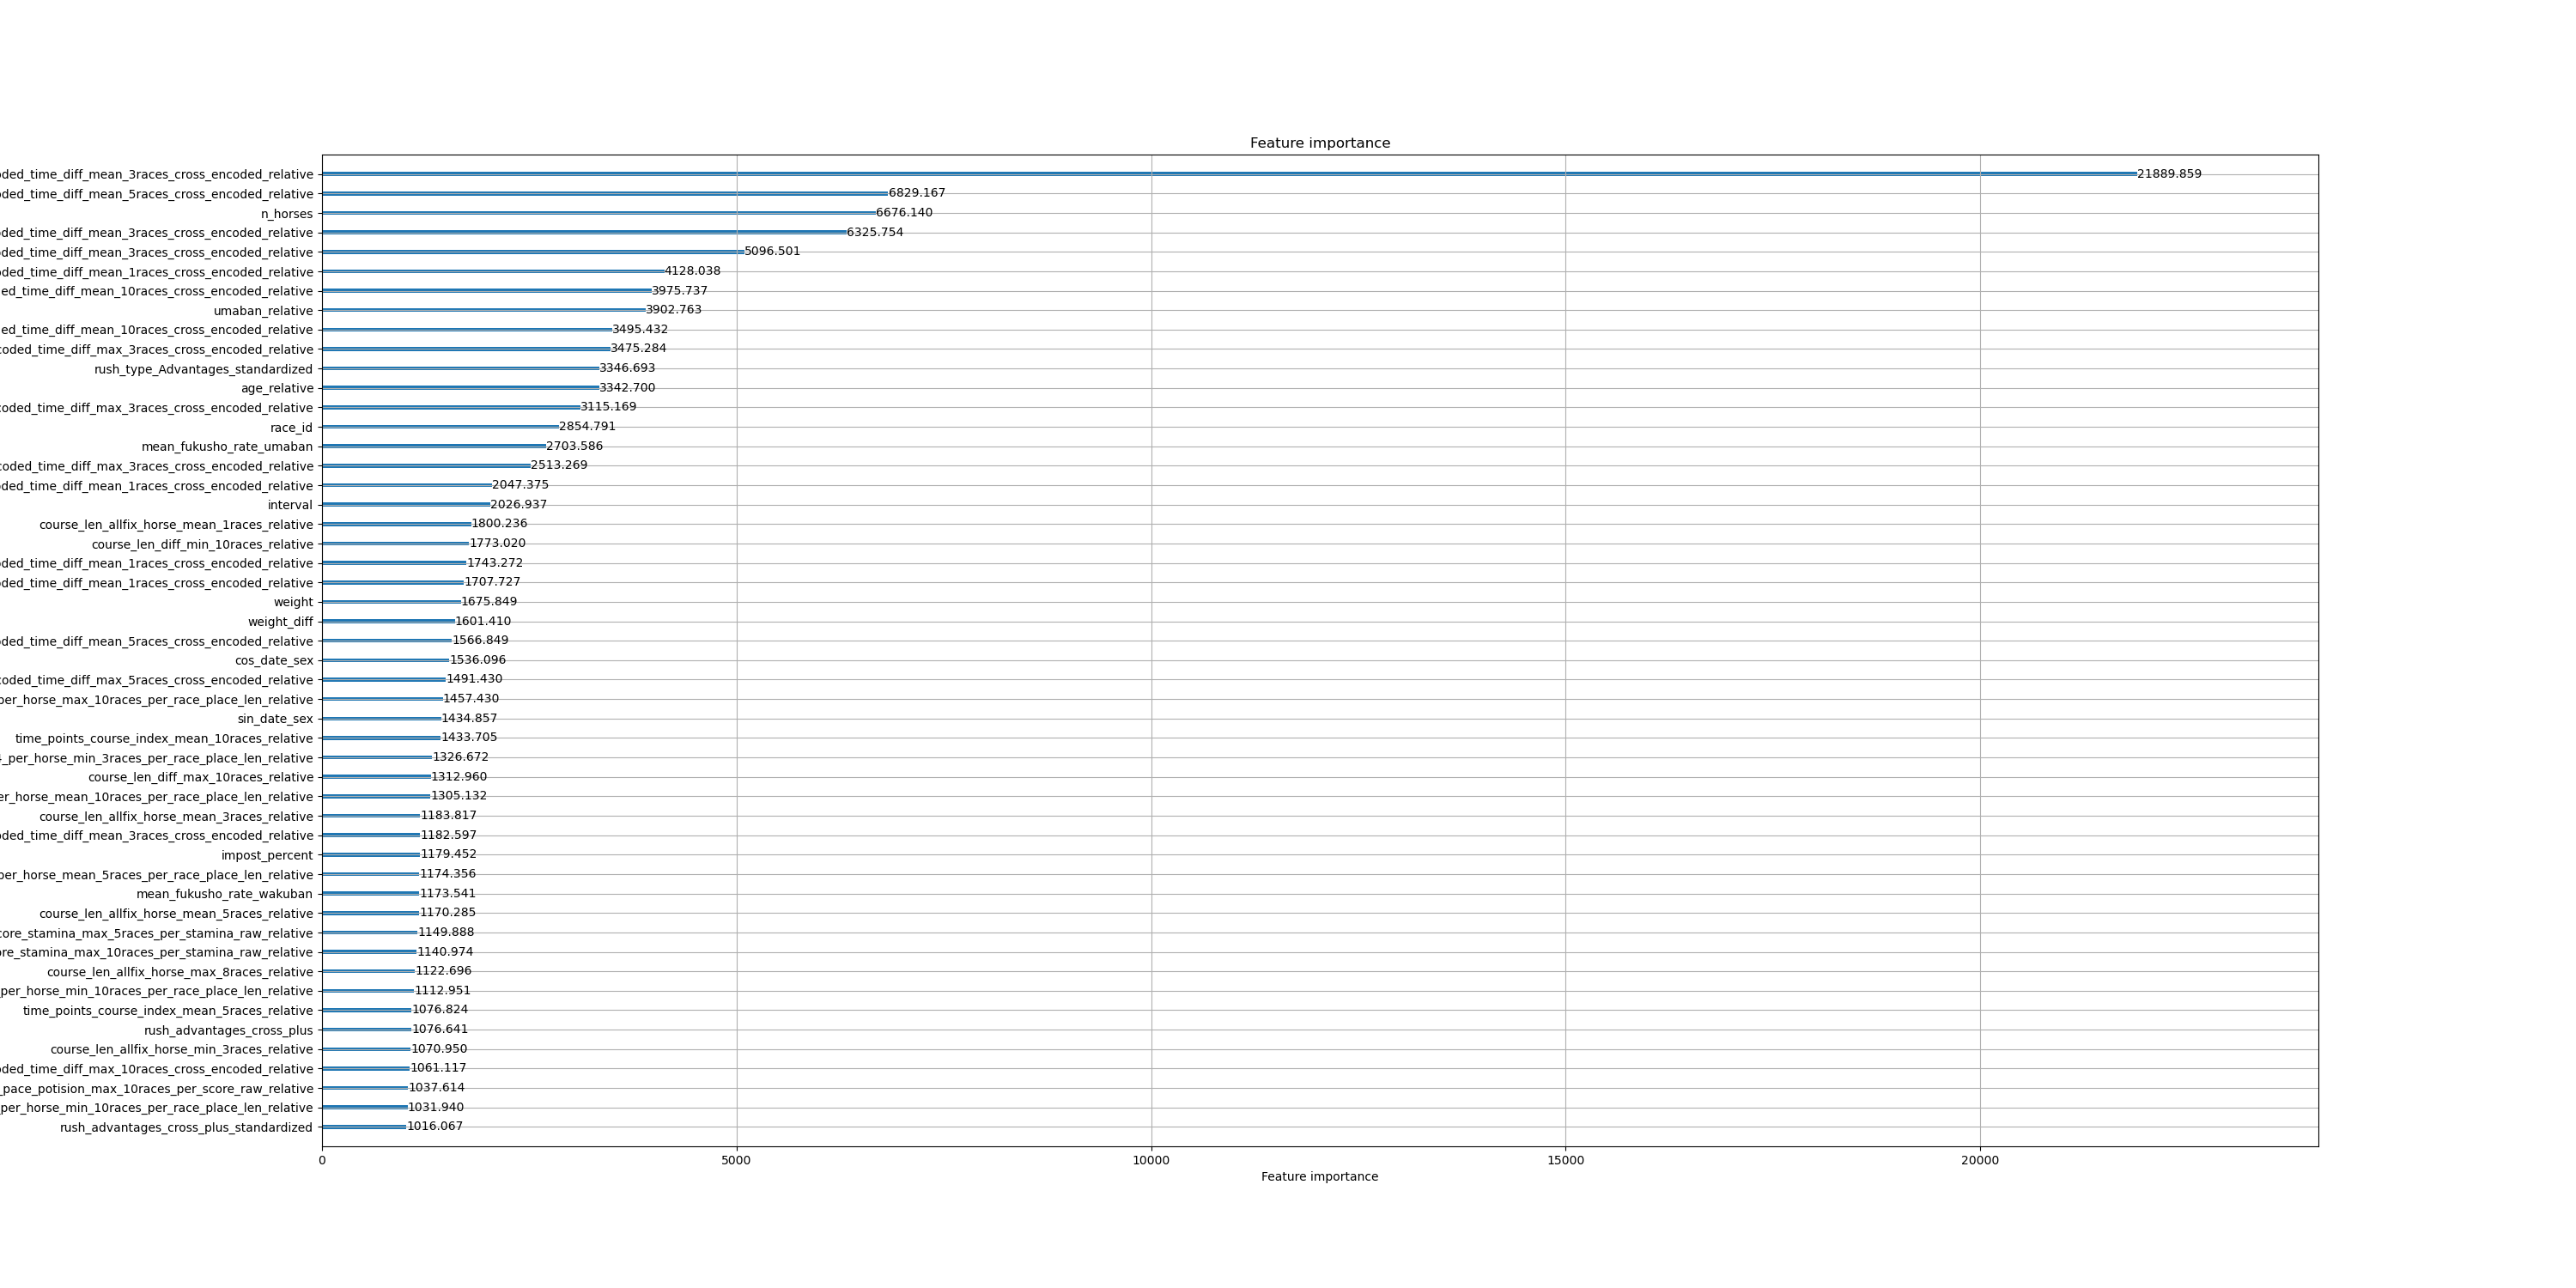 Feature importance
oded_time_diff_mean_3races_cross_encoded_relative 21889.859
oded_time_diff_mean_5races_cross_encoded_relative 6829.167
n_horses 6676.140
oded_time_diff_mean_3races_cross_encoded_relative 6325.754
oded_time_diff_mean_3races_cross_encoded_relative 5096.501
oded_time_diff_mean_1races_cross_encoded_relative 4128.038
ed_time_diff_mean_10races_cross_encoded_relative 3975.737
umaban_relative 3902.763
ed_time_diff_mean_10races_cross_encoded_relative 3495.432
coded_time_diff_max_3races_cross_encoded_relative 3475.284
rush_type_Advantages_standardized 3346.693
age_relative 3342.700
coded_time_diff_max_3races_cross_encoded_relative 3115.169
race_id 2854.791
mean_fukusho_rate_umaban 2703.586
coded_time_diff_max_3races_cross_encoded_relative 2513.269
oded_time_diff_mean_1races_cross_encoded_relative 2047.375
interval 2026.937
course_len_allfix_horse_mean_1races_relative 1800.236
course_len_diff_min_10races_relative 1773.020
oded_time_diff_mean_1races_cross_encoded_relative 1743.272
oded_time_diff_mean_1races_cross_encoded_relative 1707.727
weight 1675.849
weight_diff 1601.410
oded_time_diff_mean_5races_cross_encoded_relative 1566.849
cos_date_sex 1536.096
coded_time_diff_max_5races_cross_encoded_relative 1491.430
per_horse_max_10races_per_race_place_len_relative 1457.430
sin_date_sex 1434.857
time_points_course_index_mean_10races_relative 1433.705
_per_horse_min_3races_per_race_place_len_relative 1326.672
course_len_diff_max_10races_relative 1312.960
er_horse_mean_10races_per_race_place_len_relative 1305.132
course_len_allfix_horse_mean_3races_relative 1183.817
oded_time_diff_mean_3races_cross_encoded_relative 1182.597
impost_percent 1179.452
per_horse_mean_5races_per_race_place_len_relative 1174.356
mean_fukusho_rate_wakuban 1173.541
course_len_allfix_horse_mean_5races_relative 1170.285
core_stamina_max_5races_per_stamina_raw_relative 1149.888
ore_stamina_max_10races_per_stamina_raw_relative 1140.974
course_len_allfix_horse_max_8races_relative 1122.696
per_horse_min_10races_per_race_place_len_relative 1112.951
time_points_course_index_mean_5races_relative 1076.824
rush_advantages_cross_plus 1076.641
course_len_allfix_horse_min_3races_relative 1070.950
oded_time_diff_max_10races_cross_encoded_relative 1061.117
_pace_potision_max_10races_per_score_raw_relative 1037.614
per_horse_min_10races_per_race_place_len_relative 1031.940
rush_advantages_cross_plus_standardized 1016.067
0 5000 10000 15000 20000
Feature importance